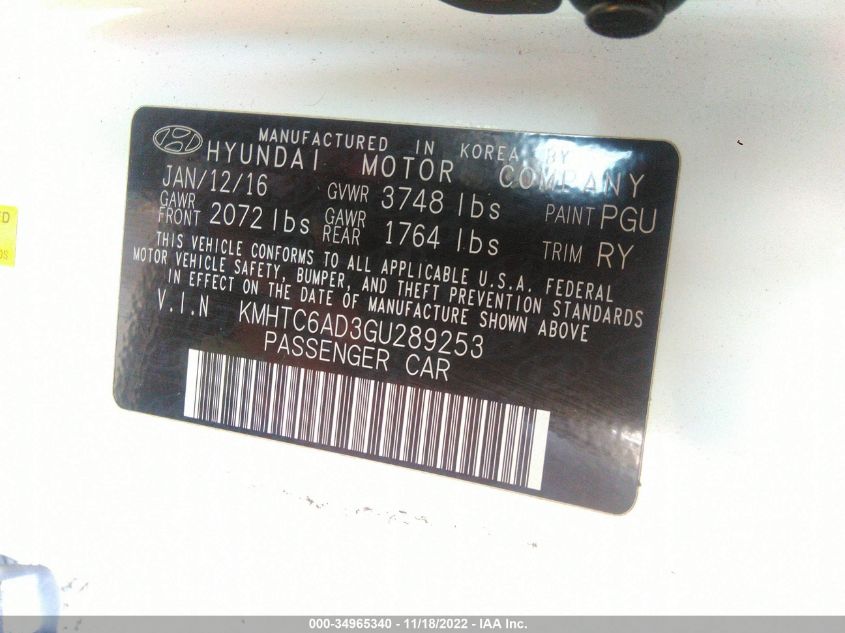 MANUFACTURED IN KOREA BY
HYUNDAI MOTOR COMPANY
JAN/12/16 GVWR 3748 lbs PAINT PGU
GAWR FRONT 2072 lbs GAWR REAR 1764 lbs TRIM RY
THIS VEHICLE CONFORMS TO ALL APPLICABLE U.S.A. FEDERAL
MOTOR VEHICLE SAFETY, BUMPER, AND THEFT PREVENTION STANDARDS
IN EFFECT ON THE DATE OF MANUFACTURE SHOWN ABOVE
V.I.N KMHTC6AD3GU289253
PASSENGER CAR
000-34965340 - 11/18/2022 - IAA Inc.